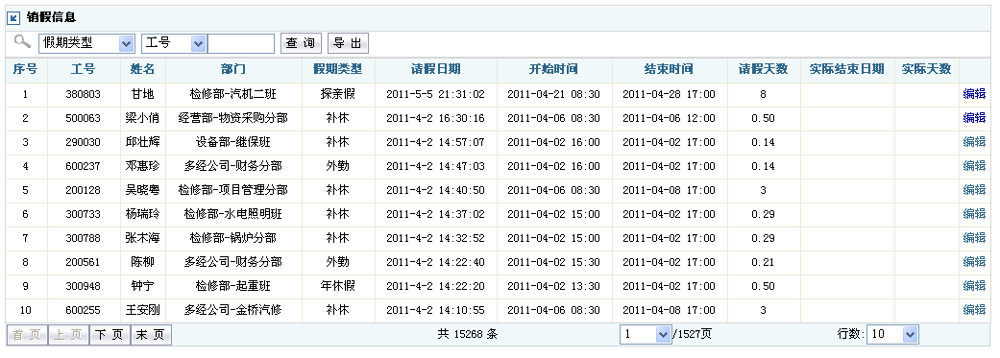 销假信息
假期类型 工号 查 询 导 出
序号 工号 姓名 部门 假期类型 请假日期 开始时间 结束时间 请假天数 实际结束日期 实际天数
1 380803 甘地 检修部-汽机二班 探亲假 2011-5-5 21:31:02 2011-04-21 08:30 2011-04-28 17:00 8 编辑
2 500063 梁小俏 经营部-物资采购分部 补休 2011-4-2 16:30:16 2011-04-06 08:30 2011-04-06 12:00 0.50 编辑
3 290030 邱壮辉 设备部-继保班 补休 2011-4-2 14:57:07 2011-04-02 16:00 2011-04-02 17:00 0.14 编辑
4 600237 邓惠珍 多经公司-财务分部 外勤 2011-4-2 14:47:03 2011-04-02 16:00 2011-04-02 17:00 0.14 编辑
5 200128 吴晓粤 检修部-项目管理分部 补休 2011-4-2 14:40:50 2011-04-06 08:30 2011-04-08 17:00 3 编辑
6 300733 杨瑞玲 检修部-水电照明班 补休 2011-4-2 14:37:02 2011-04-02 15:00 2011-04-02 17:00 0.29 编辑
7 300788 张木海 检修部-锅炉分部 补休 2011-4-2 14:32:52 2011-04-02 15:00 2011-04-02 17:00 0.29 编辑
8 200561 陈柳 多经公司-财务分部 外勤 2011-4-2 14:22:40 2011-04-02 15:30 2011-04-02 17:00 0.21 编辑
9 300948 钟宁 检修部-起重班 年休假 2011-4-2 14:22:20 2011-04-02 13:30 2011-04-02 17:00 0.50 编辑
10 600255 王安刚 多经公司-金桥汽修 补休 2011-4-2 14:10:55 2011-04-06 08:30 2011-04-08 17:00 3 编辑
首 页 上 页 下 页 末 页 共 15268 条 1 /1527页 行数: 10